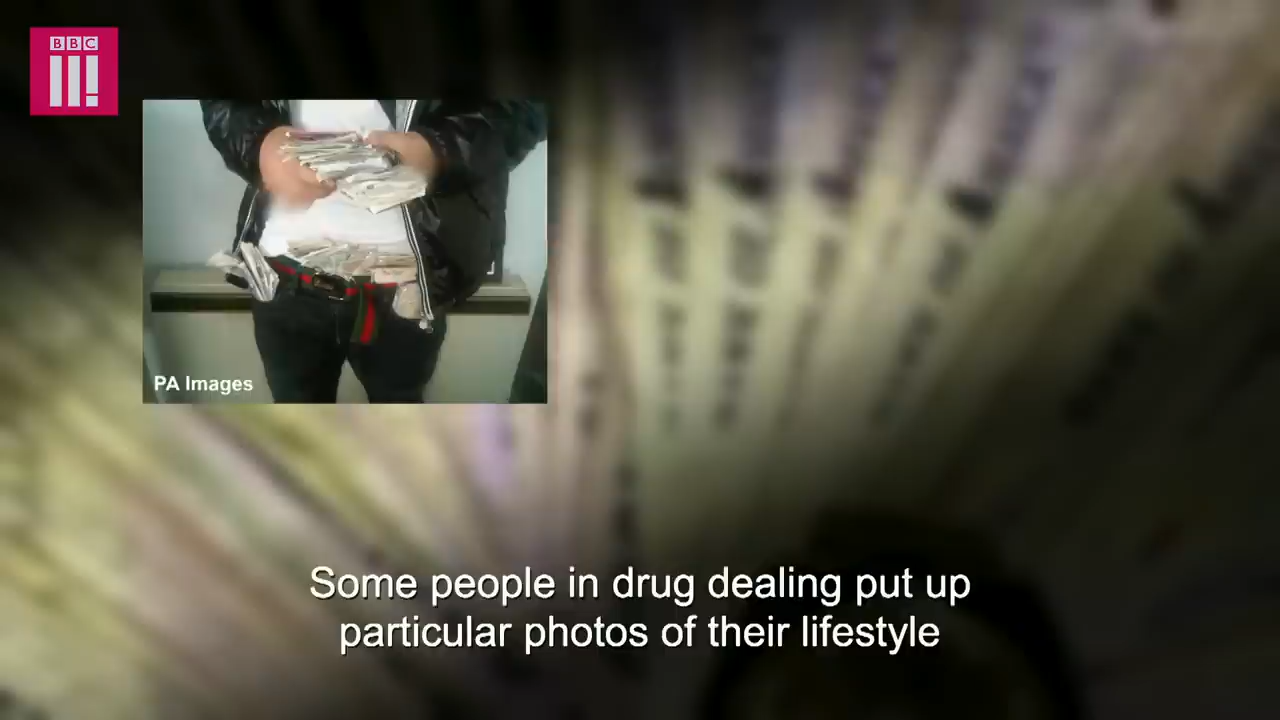 BBC
PA Images
Some people in drug dealing put up
particular photos of their lifestyle